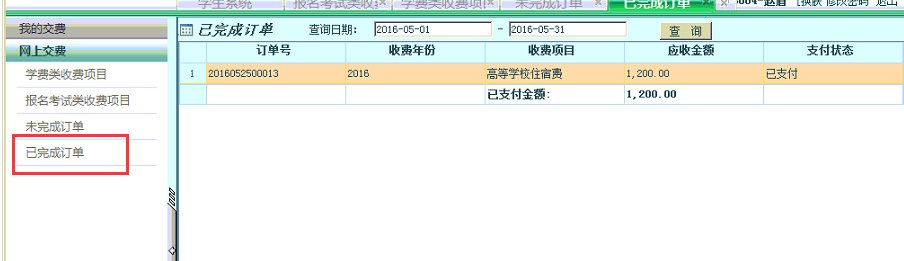 学生系统 报名考试类收 学费类收费项 未完成订单 已完成订单 [换肤 修改密码 退出
我的交费
网上交费
学费类收费项目
报名考试类收费项目
未完成订单
已完成订单
已完成订单 查询日期: 2016-05-01 - 2016-05-31 查 询
订单号 收费年份 收费项目 应收金额 支付状态
1 2016052500013 2016 高等学校住宿费 1,200.00 已支付
已支付金额: 1,200.00